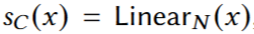 s_C(x) = Linear_N(x),